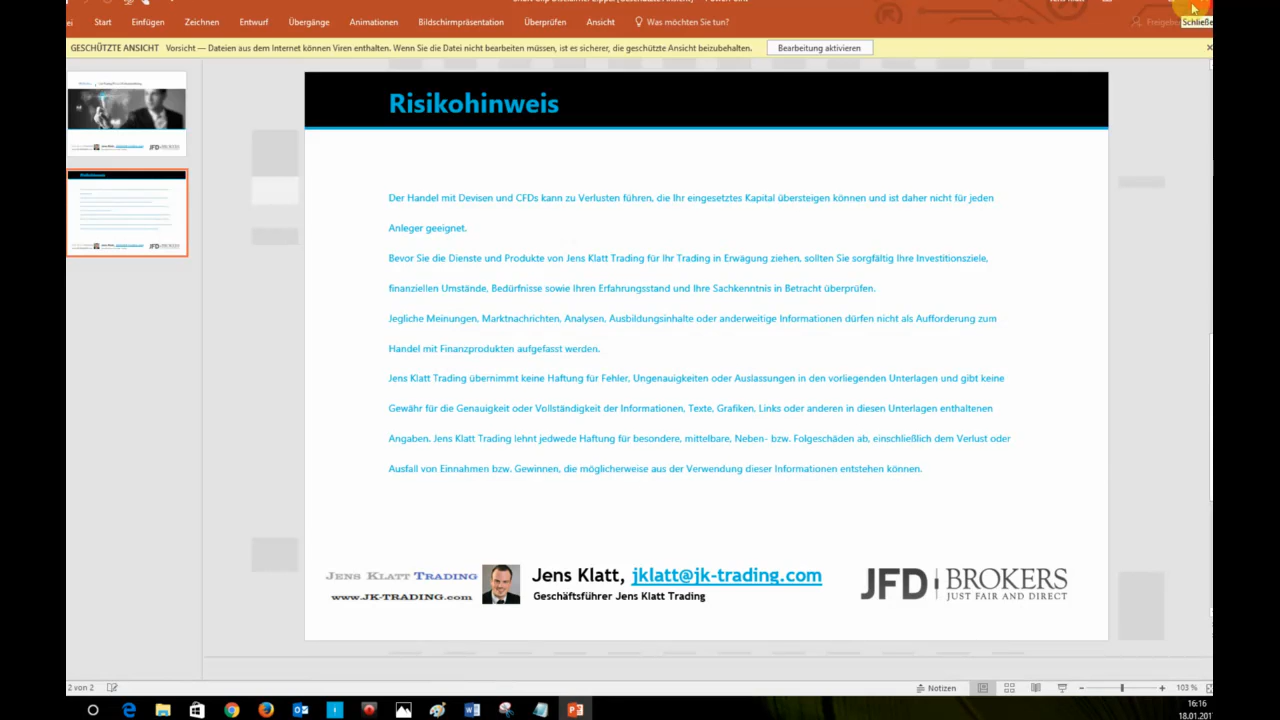 Start Einfügen Zeichnen Entwurf Übergänge Animationen Bildschirmpräsentation Überprüfen Ansicht Was möchten Sie tun?
Schließe
GESCHÜTZTE ANSICHT Vorsicht — Dateien aus dem Internet können Viren enthalten. Wenn Sie die Datei nicht bearbeiten müssen, ist es sicherer, die geschützte Ansicht beizubehalten. Bearbeitung aktivieren
Risikohinweis
Der Handel mit Devisen und CFDs kann zu Verlusten führen, die Ihr eingesetztes Kapital übersteigen können und ist daher nicht für jeden
Anleger geeignet.
Bevor Sie die Dienste und Produkte von Jens Klatt Trading für Ihr Trading in Erwägung ziehen, sollten Sie sorgfältig Ihre Investitionsziele,
finanziellen Umstände, Bedürfnisse sowie Ihren Erfahrungsstand und Ihre Sachkenntnis in Betracht überprüfen.
Jegliche Meinungen, Marktnachrichten, Analysen, Ausbildungsinhalte oder anderweitige Informationen dürfen nicht als Aufforderung zum
Handel mit Finanzprodukten aufgefasst werden.
Jens Klatt Trading übernimmt keine Haftung für Fehler, Ungenauigkeiten oder Auslassungen in den vorliegenden Unterlagen und gibt keine
Gewähr für die Genauigkeit oder Vollständigkeit der Informationen, Texte, Grafiken, Links oder anderen in diesen Unterlagen enthaltenen
Angaben. Jens Klatt Trading lehnt jedwede Haftung für besondere, mittelbare, Neben- bzw. Folgeschäden ab, einschließlich dem Verlust oder
Ausfall von Einnahmen bzw. Gewinnen, die möglicherweise aus der Verwendung dieser Informationen entstehen können.
JENS KLATT TRADING
www.JK-TRADING.com
Jens Klatt, jklatt@jk-trading.com
Geschäftsführer Jens Klatt Trading
JFD BROKERS
JUST FAIR AND DIRECT
2 von 2 Notizen 103 %
16:16
18.01.201